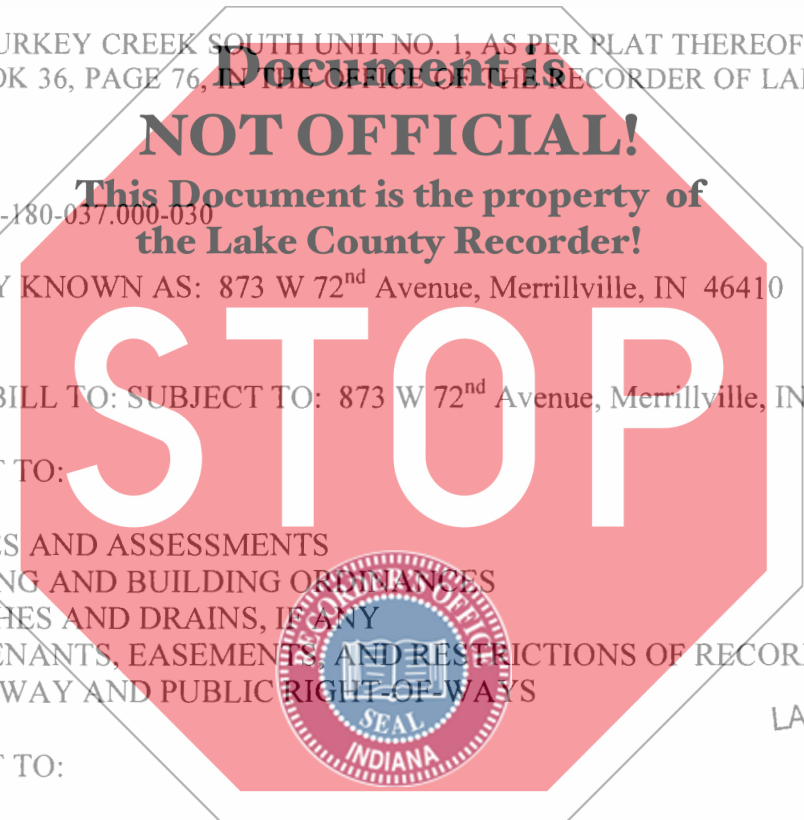 URKEY CREEK SOUTH UNIT NO. 1, AS PER PLAT THEREOF
Document is
OK 36, PAGE 76, IN THE OFFICE OF THE RECORDER OF LA
NOT OFFICIAL!
This Document is the property of
-180-037.000-030
the Lake County Recorder!
Y KNOWN AS: 873 W 72nd Avenue, Merrillville, IN 46410
STOP
BILL TO: SUBJECT TO: 873 W 72nd Avenue, Merrillville, IN
T TO:
ES AND ASSESSMENTS
NG AND BUILDING ORDINANCES
HES AND DRAINS, IF ANY
ENANTS, EASEMENTS, AND RESTRICTIONS OF RECOR
WAY AND PUBLIC RIGHT-OF-WAYS
RECORDER'S OFFICE
SEAL
INDIANA
LA
T TO: